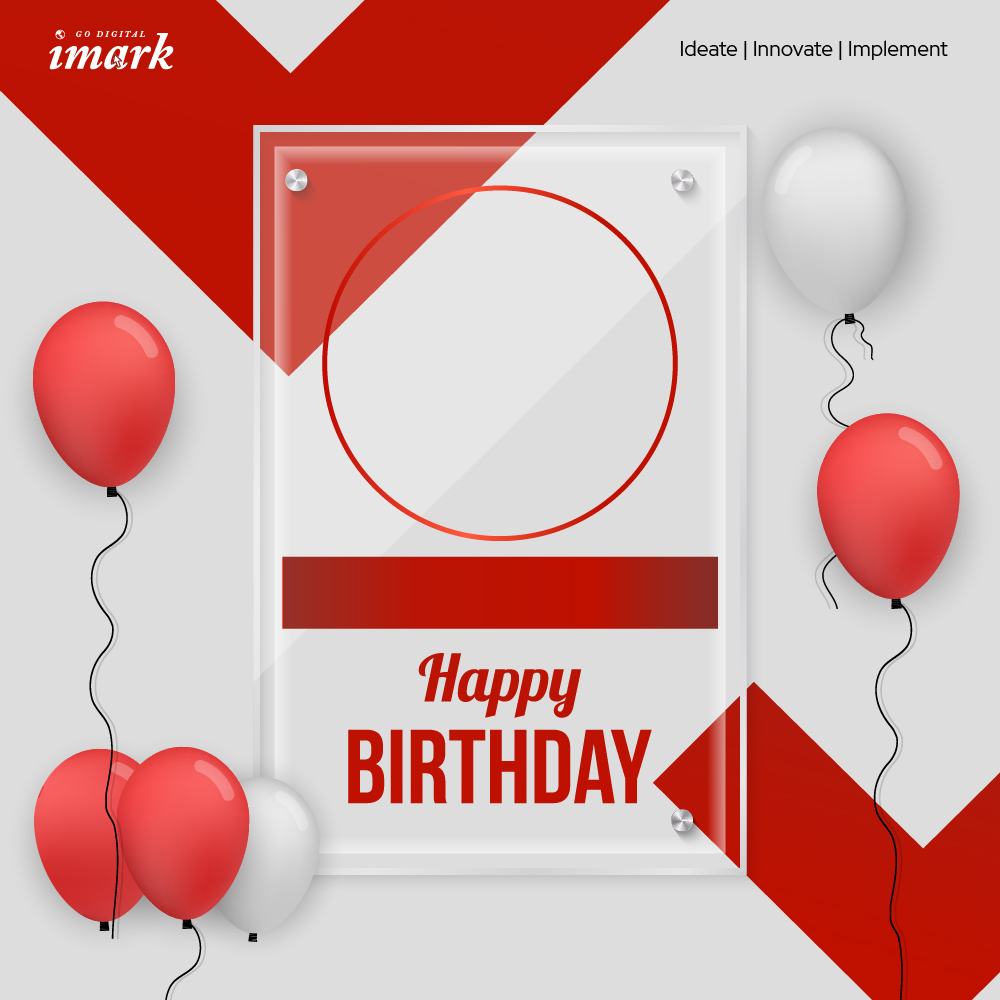 GO DIGITAL
imark
Ideate | Innovate | Implement
Happy
BIRTHDAY